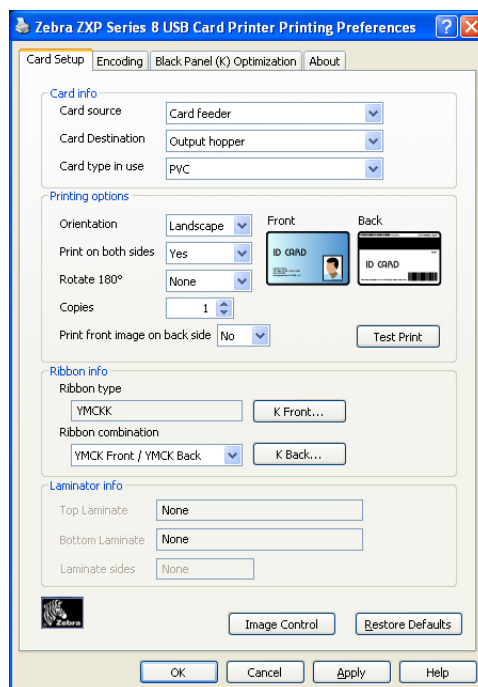 Zebra ZXP Series 8 USB Card Printer Printing Preferences
Card Setup Encoding Black Panel (K) Optimization About
Card info
Card source Card feeder
Card Destination Output hopper
Card type in use PVC
Printing options
Orientation Landscape Front Back
Print on both sides Yes ID CARD ID CARD
Rotate 180° None
Copies 1
Print front image on back side No Test Print
Ribbon info
Ribbon type
YMCKK K Front...
Ribbon combination
YMCK Front / YMCK Back K Back...
Laminator info
Top Laminate None
Bottom Laminate None
Laminate sides None
Zebra
Image Control Restore Defaults
OK Cancel Apply Help